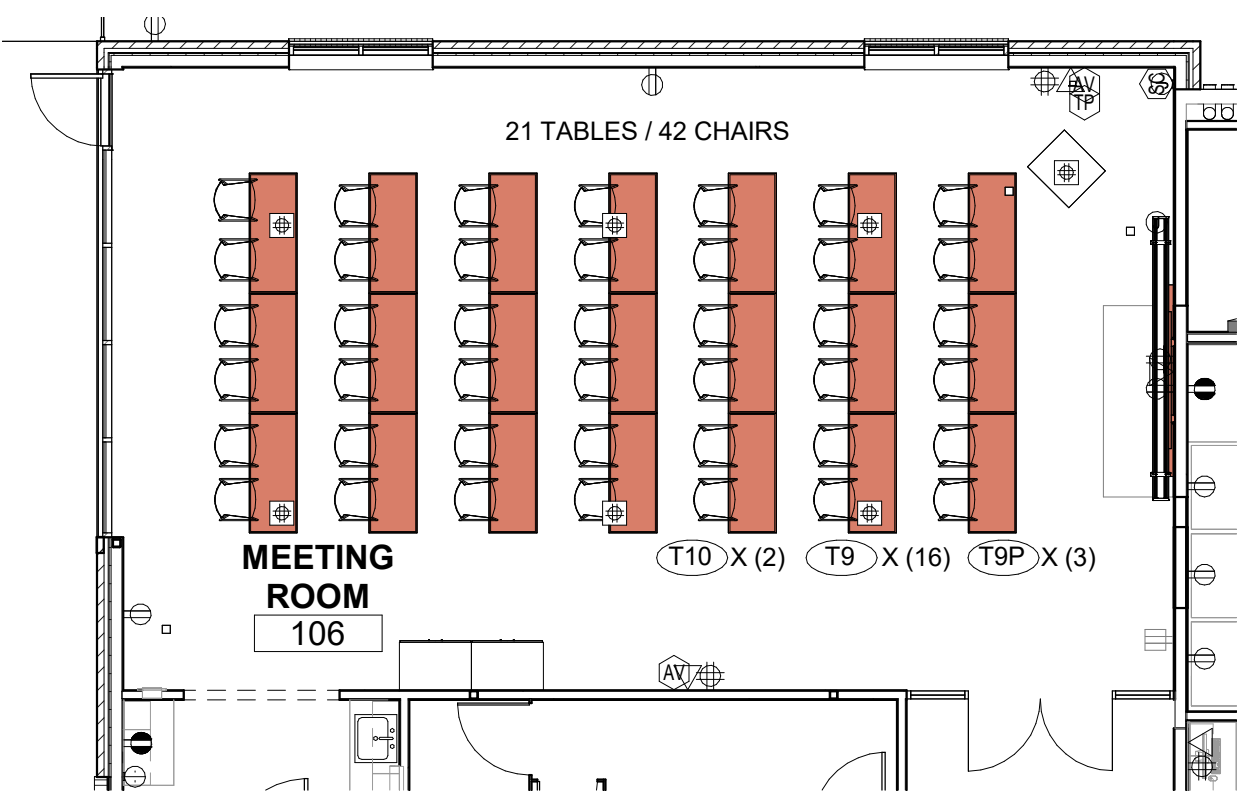 21 TABLES / 42 CHAIRS
AV
TP
SC
T10 X (2)
T9 X (16)
T9P X (3)
MEETING
ROOM
106
AV